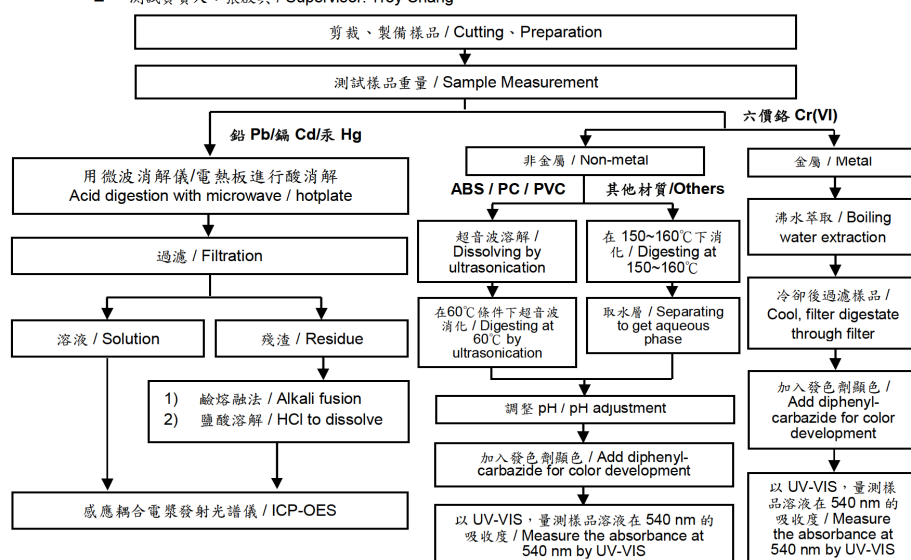 Supervisor: Troy Chang
剪裁、製備樣品 / Cutting、Preparation
測試樣品重量 / Sample Measurement
鉛 Pb/鎘 Cd/汞 Hg
六價鉻 Cr(VI)
用微波消解儀/電熱板進行酸消解
Acid digestion with microwave / hotplate
過濾 / Filtration
溶液 / Solution
殘渣 / Residue
1) 鹼熔融法 / Alkali fusion
2) 鹽酸溶解 / HCl to dissolve
感應耦合電漿發射光譜儀 / ICP-OES
非金屬 / Non-metal
ABS / PC / PVC
其他材質/Others
超音波溶解 /
Dissolving by
ultrasonication
在60℃條件下超音波
消化 / Digesting at
60℃ by
ultrasonication
在 150~160℃下消
化 / Digesting at
150~160℃
取水層 / Separating
to get aqueous
phase
調整 pH / pH adjustment
加入發色劑顯色 / Add diphenyl-
carbazide for color development
以 UV-VIS,量測樣品溶液在 540 nm 的
吸收度 / Measure the absorbance at
540 nm by UV-VIS
金屬 / Metal
沸水萃取 / Boiling
water extraction
冷卻後過濾樣品 /
Cool, filter digestate
through filter
加入發色劑顯色 /
Add diphenyl-
carbazide for color
development
以 UV-VIS,量測樣
品溶液在 540 nm 的
吸收度 / Measure
the absorbance at
540 nm by UV-VIS